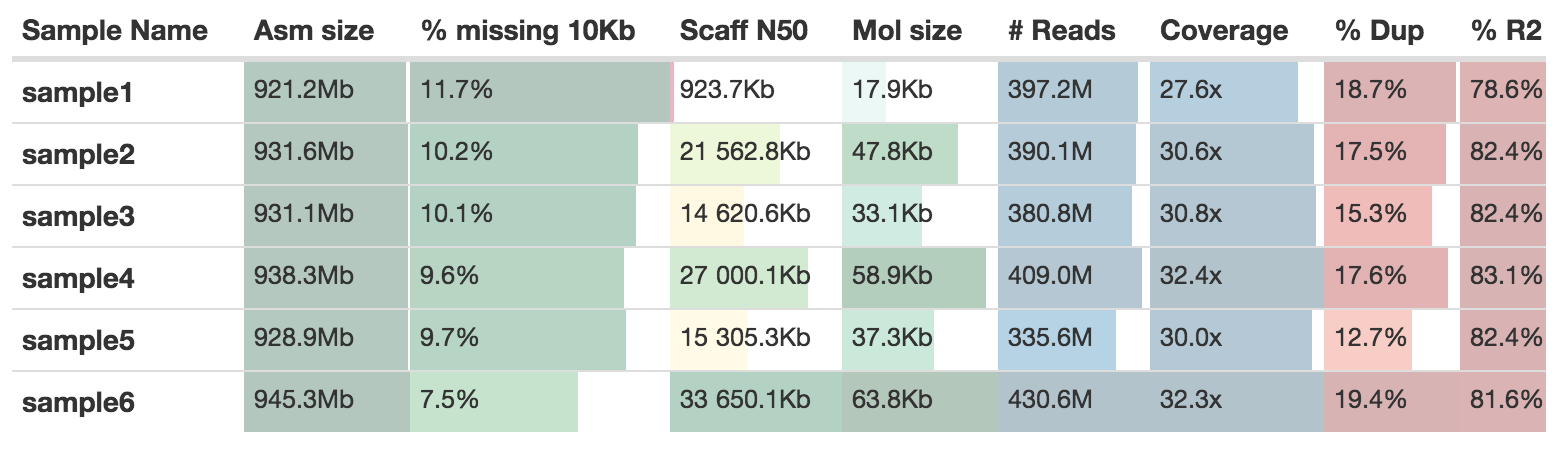 Sample Name Asm size % missing 10Kb Scaff N50 Mol size # Reads Coverage % Dup % R2
sample1 921.2Mb 11.7% 923.7Kb 17.9Kb 397.2M 27.6x 18.7% 78.6%
sample2 931.6Mb 10.2% 21 562.8Kb 47.8Kb 390.1M 30.6x 17.5% 82.4%
sample3 931.1Mb 10.1% 14 620.6Kb 33.1Kb 380.8M 30.8x 15.3% 82.4%
sample4 938.3Mb 9.6% 27 000.1Kb 58.9Kb 409.0M 32.4x 17.6% 83.1%
sample5 928.9Mb 9.7% 15 305.3Kb 37.3Kb 335.6M 30.0x 12.7% 82.4%
sample6 945.3Mb 7.5% 33 650.1Kb 63.8Kb 430.6M 32.3x 19.4% 81.6%